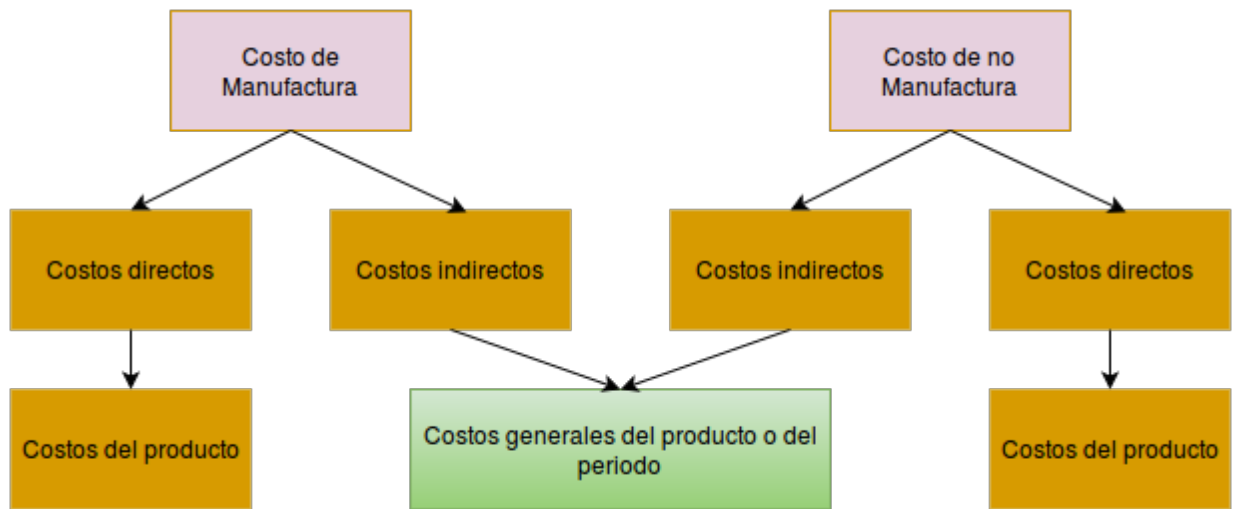 Costo de
Manufactura
Costo de no
Manufactura
Costos directos
Costos indirectos
Costos indirectos
Costos directos
Costos del producto
Costos generales del producto o del
periodo
Costos del producto